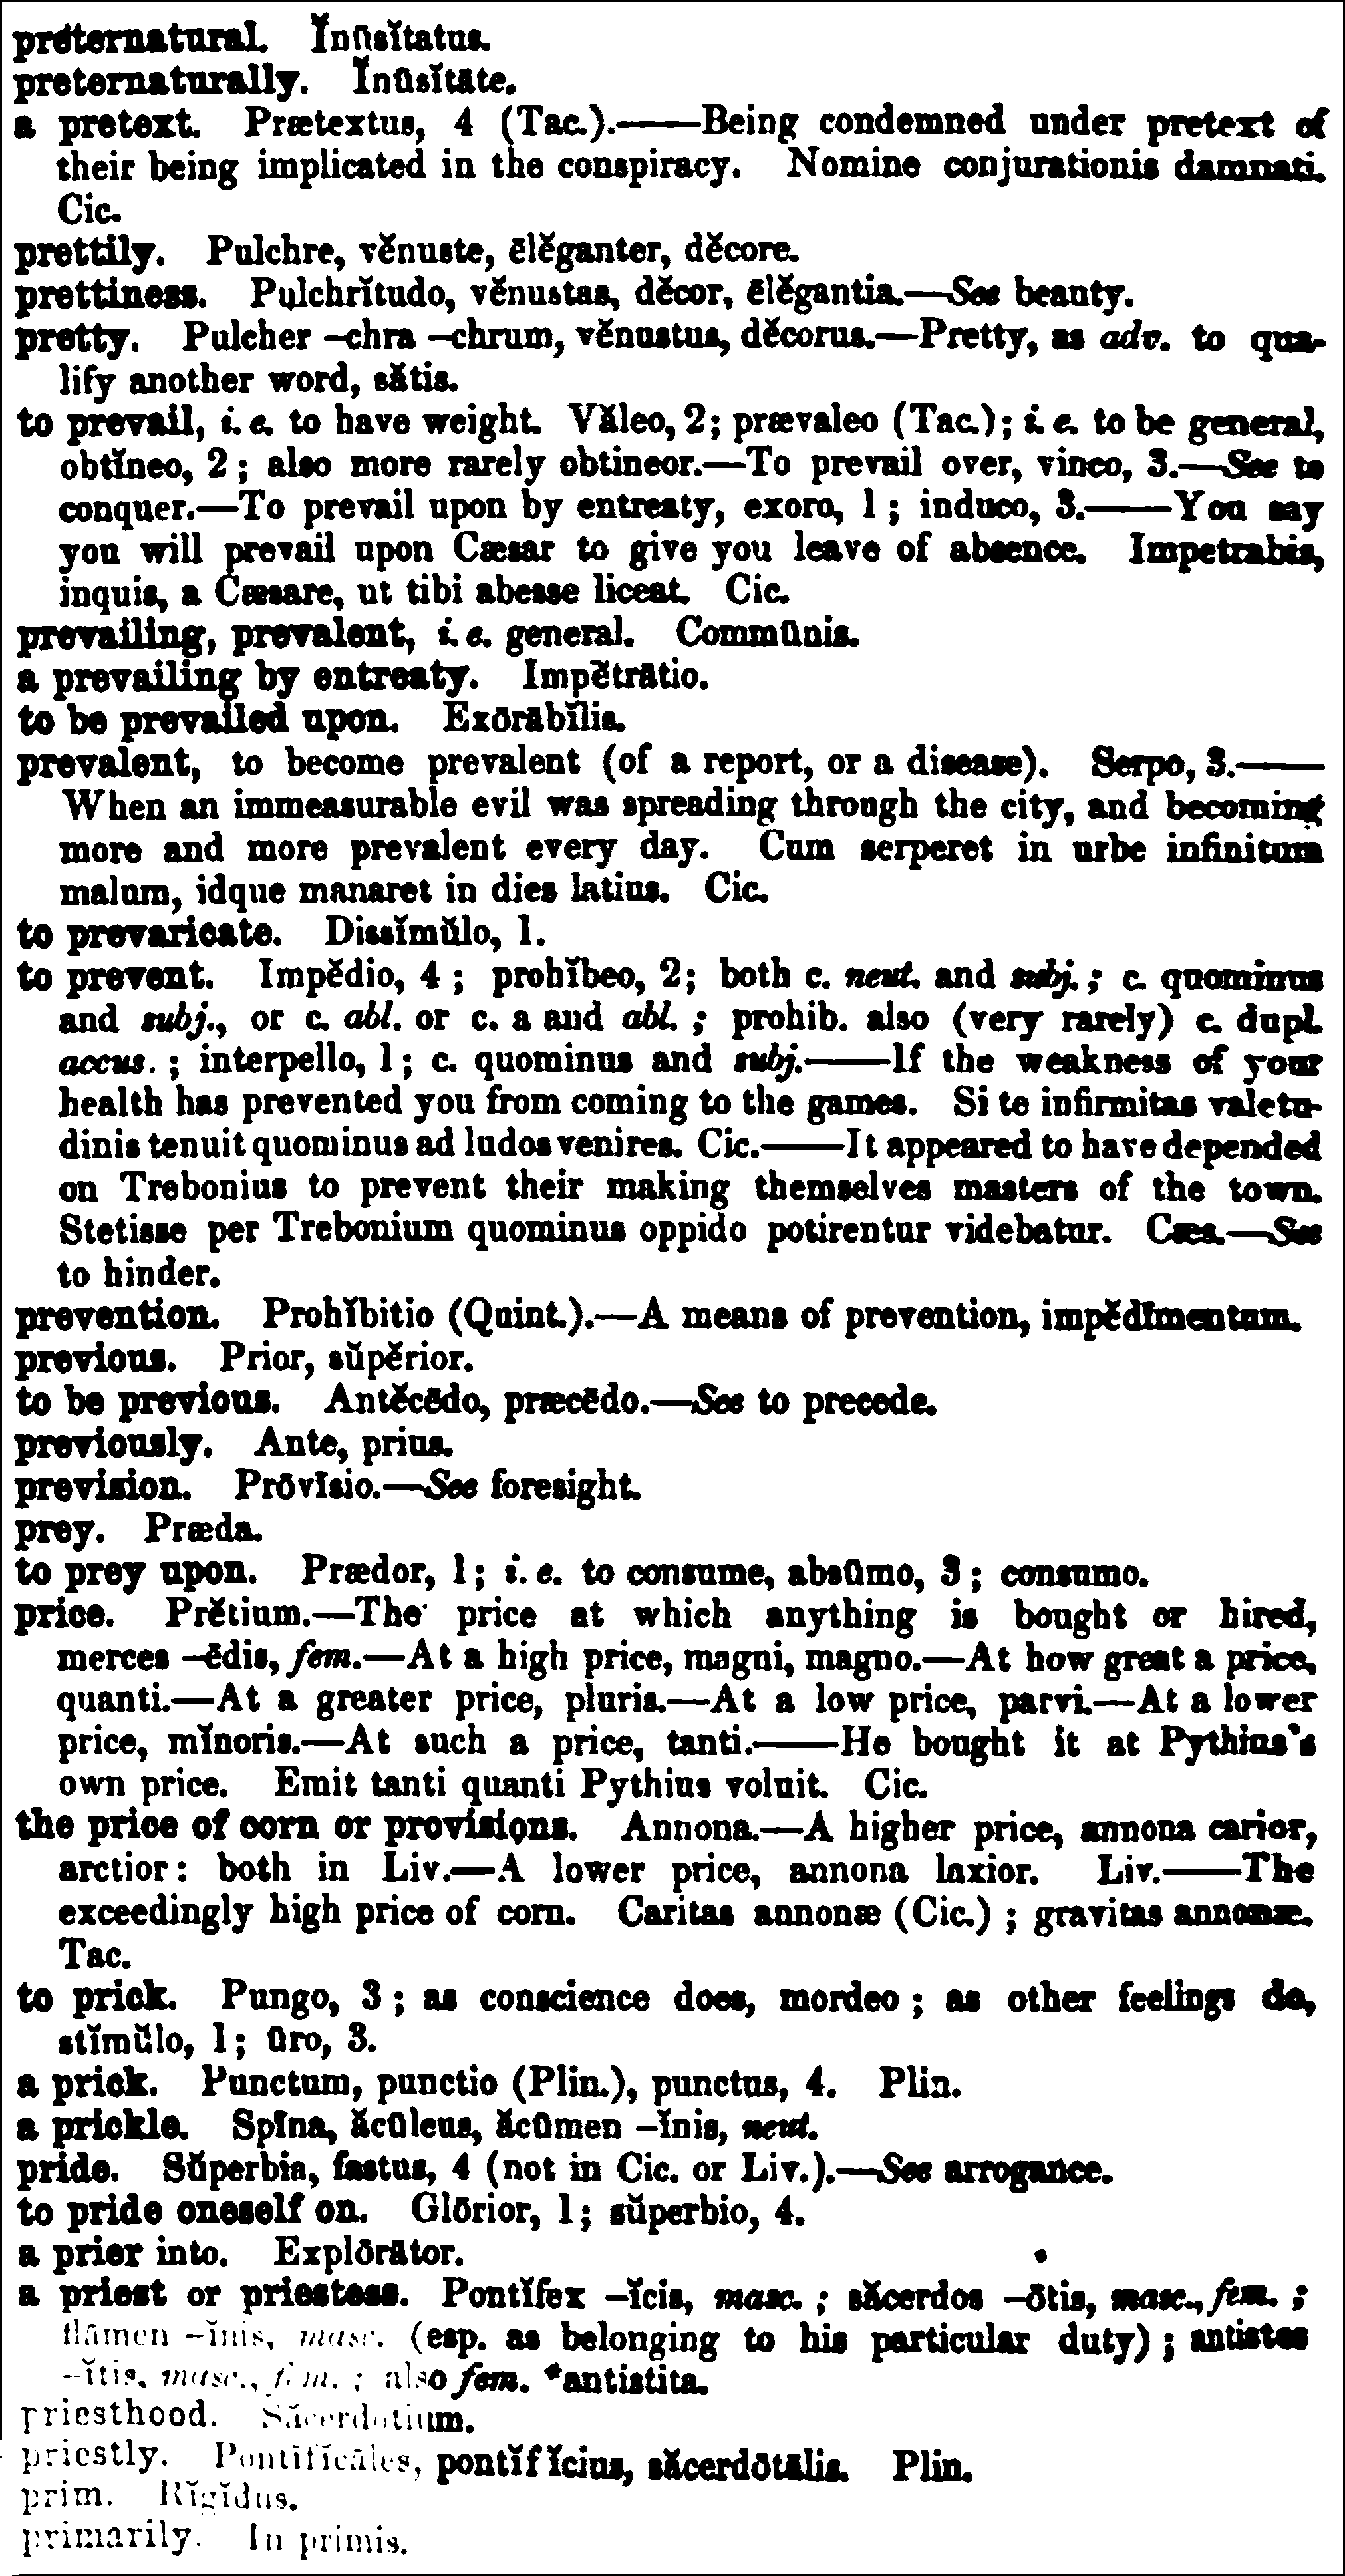 preternatural. Ĭnūsĭtatus.
preternaturally. Ĭnūsĭtāte.
a pretext. Prætextus, 4 (Tac.).——Being condemned under pretext of
their being implicated in the conspiracy. Nomine conjurationis damnati.
Cic.
prettily. Pulchre, vĕnuste, ēlĕganter, dĕcore.
prettiness. Pulchrĭtudo, vĕnustas, dĕcor, ēlĕgantia.—See beauty.
pretty. Pulcher –chra –chrum, vĕnustus, dĕcorus.—Pretty, as adv. to qua-
lify another word, sătis.
to prevail, i. e. to have weight. Văleo, 2; prævaleo (Tac.); i. e. to be general,
obtĭneo, 2; also more rarely obtineor.—To prevail over, vinco, 3.—See to
conquer.—To prevail upon by entreaty, exoro, 1; induco, 3.——You say
you will prevail upon Cæsar to give you leave of absence. Impetrabis,
inquis, a Cæsare, ut tibi abesse liceat. Cic.
prevailing, prevalent, i. e. general. Commūnis.
a prevailing by entreaty. Impĕtrātio.
to be prevailed upon. Exōrābĭlis.
prevalent, to become prevalent (of a report, or a disease). Serpo, 3.——
When an immeasurable evil was spreading through the city, and becoming
more and more prevalent every day. Cum serperet in urbe infinitum
malum, idque manaret in dies latius. Cic.
to prevaricate. Dissĭmŭlo, 1.
to prevent. Impĕdio, 4; prohĭbeo, 2; both c. neut. and subj.; c. quominus
and subj., or c. abl. or c. a and abl.; prohib. also (very rarely) c. dupl.
accus.; interpello, 1; c. quominus and subj.——If the weakness of your
health has prevented you from coming to the games. Si te infirmitas valetu-
dinis tenuit quominus ad ludos venires. Cic.——It appeared to have depended
on Trebonius to prevent their making themselves masters of the town.
Stetisse per Trebonium quominus oppido potirentur videbatur. Cæs.—See
to hinder.
prevention. Prohĭbitio (Quint.).—A means of prevention, impĕdīmentum.
previous. Prior, sŭpĕrior.
to be previous. Antĕcēdo, præcēdo.—See to precede.
previously. Ante, prius.
prevision. Prōvīsio.—See foresight.
prey. Præda.
to prey upon. Prædor, 1; i. e. to consume, absūmo, 3; consumo.
price. Prĕtium.—The price at which anything is bought or hired,
merces –ēdis, fem.—At a high price, magni, magno.—At how great a price,
quanti.—At a greater price, pluris.—At a low price, parvi.—At a lower
price, mĭnoris.—At such a price, tanti.——He bought it at Pythius's
own price. Emit tanti quanti Pythius voluit. Cic.
the price of corn or provisions. Annona.—A higher price, annona carior,
arctior: both in Liv.—A lower price, annona laxior. Liv.——The
exceedingly high price of corn. Caritas annonæ (Cic.); gravitas annonæ.
Tac.
to prick. Pungo, 3; as conscience does, mordeo; as other feelings do,
stĭmŭlo, 1; ūro, 3.
a prick. Punctum, punctio (Plin.), punctus, 4. Plin.
a prickle. Spīna, ăcūleus, ăcūmen –ĭnis, neut.
pride. Sŭperbia, fastus, 4 (not in Cic. or Liv.).—See arrogance.
to pride oneself on. Glōrior, 1; sŭperbio, 4.
a prier into. Explōrātor.
a priest or priestess. Pontĭfex –ĭcis, masc.; săcerdos –ōtis, masc., fem.;
flāmen –ĭnis, masc. (esp. as belonging to his particular duty); antistes
–ĭtis, masc., fem.; also fem. *antistita.
priesthood. Săcerdotium.
priestly. Pontĭfĭcāles, pontĭfĭcius, săcerdōtālis. Plin.
prim. Rĭgĭdus.
primarily. In primis.